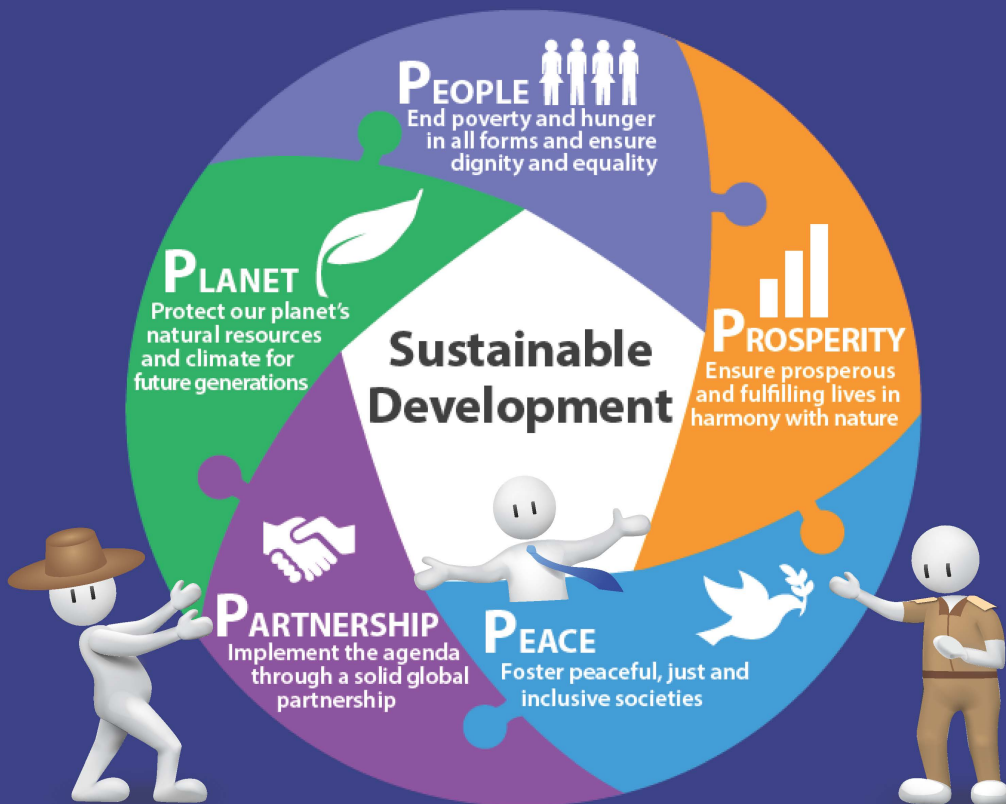 PEOPLE
End poverty and hunger
in all forms and ensure
dignity and equality
PROSPERITY
Ensure prosperous
and fulfilling lives in
harmony with nature
PEACE
Foster peaceful, just and
inclusive societies
PARTNERSHIP
Implement the agenda
through a solid global
partnership
PLANET
Protect our planet's
natural resources
and climate for
future generations
Sustainable
Development